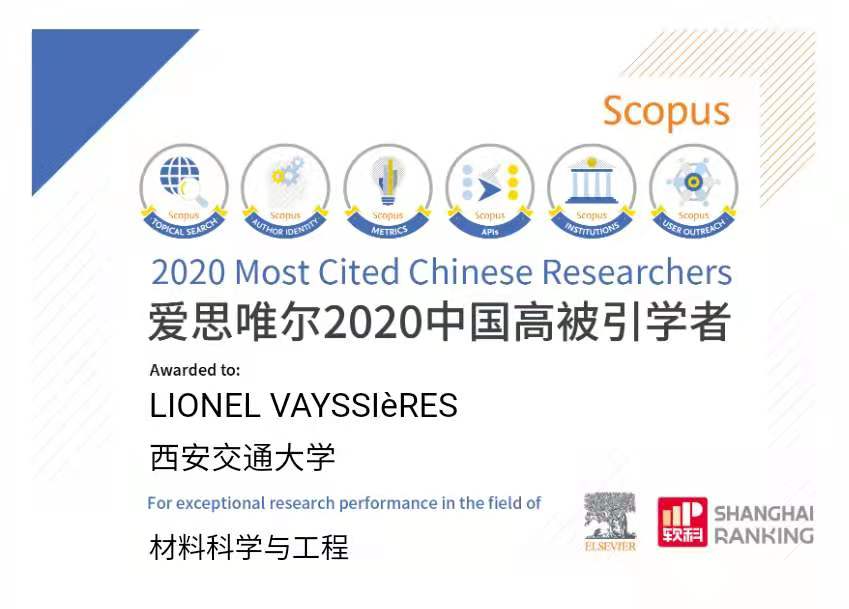 Scopus
Scopus
TOPICAL SEARCH
Scopus
AUTHOR IDENTITY
Scopus
METRICS
Scopus
APIs
Scopus
INSTITUTIONS
Scopus
USER OUTREACH
2020 Most Cited Chinese Researchers
爱思唯尔2020中国高被引学者
Awarded to:
LIONEL VAYSSIèRES
西安交通大学
For exceptional research performance in the field of
材料科学与工程
ELSEVIER
软科
SHANGHAI
RANKING